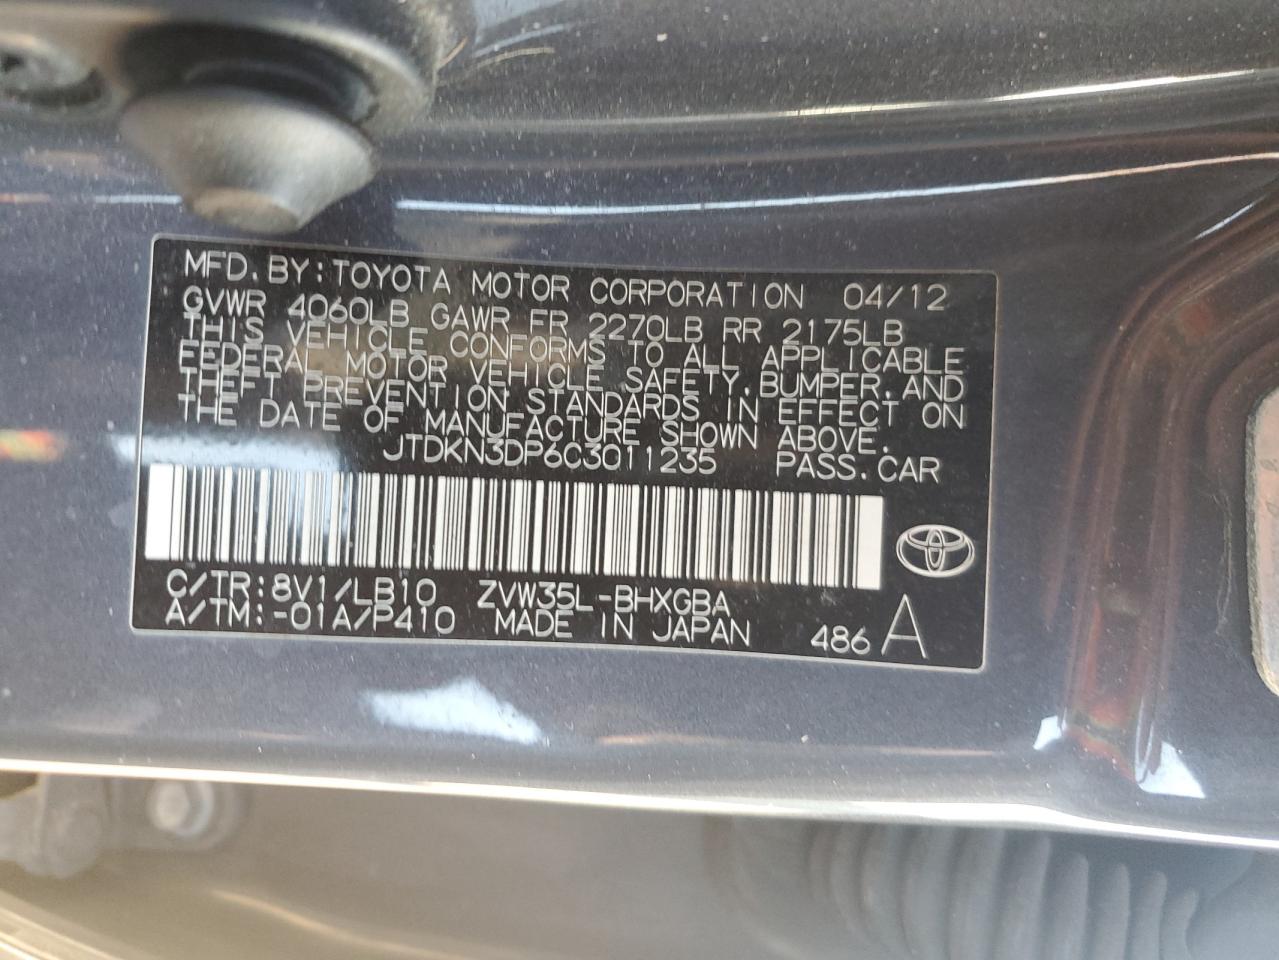 MFD.BY:TOYOTA MOTOR CORPORATION 04/12
GVWR 4060LB GAWR FR 2270LB RR 2175LB
THIS VEHICLE CONFORMS TO ALL APPLICABLE
FEDERAL MOTOR VEHICLE SAFETY,BUMPER,AND
THEFT PREVENTION STANDARDS IN EFFECT ON
THE DATE OF MANUFACTURE SHOWN ABOVE.
JTDKN3DP6C3011235 PASS.CAR
C/TR:8V1/LB10 ZVW35L-BHXGBA
A/TM:-01A/P410 MADE IN JAPAN 486 A